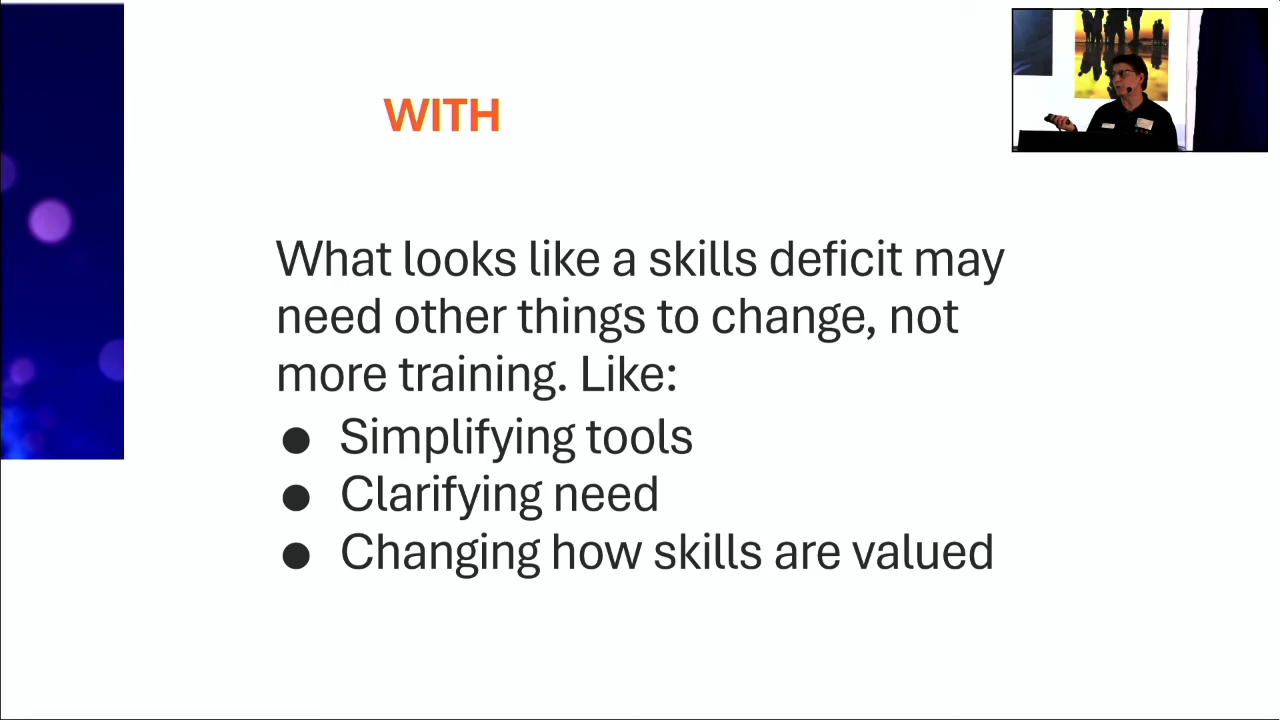 WITH
What looks like a skills deficit may
need other things to change, not
more training. Like:
● Simplifying tools
● Clarifying need
● Changing how skills are valued